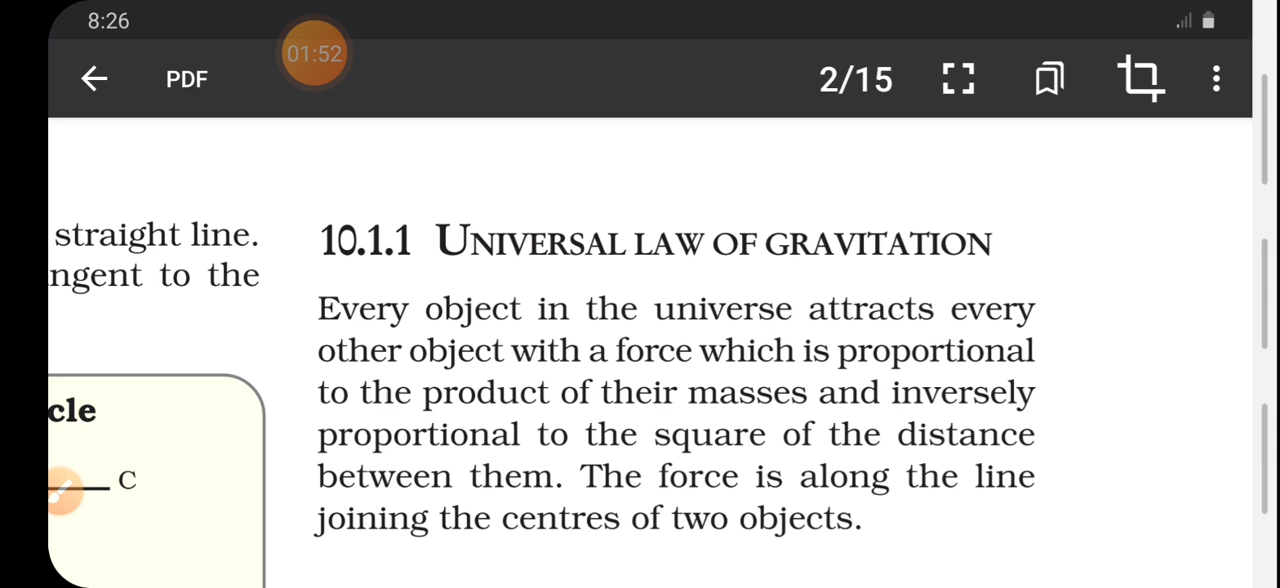 8:26
01:52
PDF
2/15
straight line.
ngent to the
cle
C
10.1.1 UNIVERSAL LAW OF GRAVITATION
Every object in the universe attracts every
other object with a force which is proportional
to the product of their masses and inversely
proportional to the square of the distance
between them. The force is along the line
joining the centres of two objects.